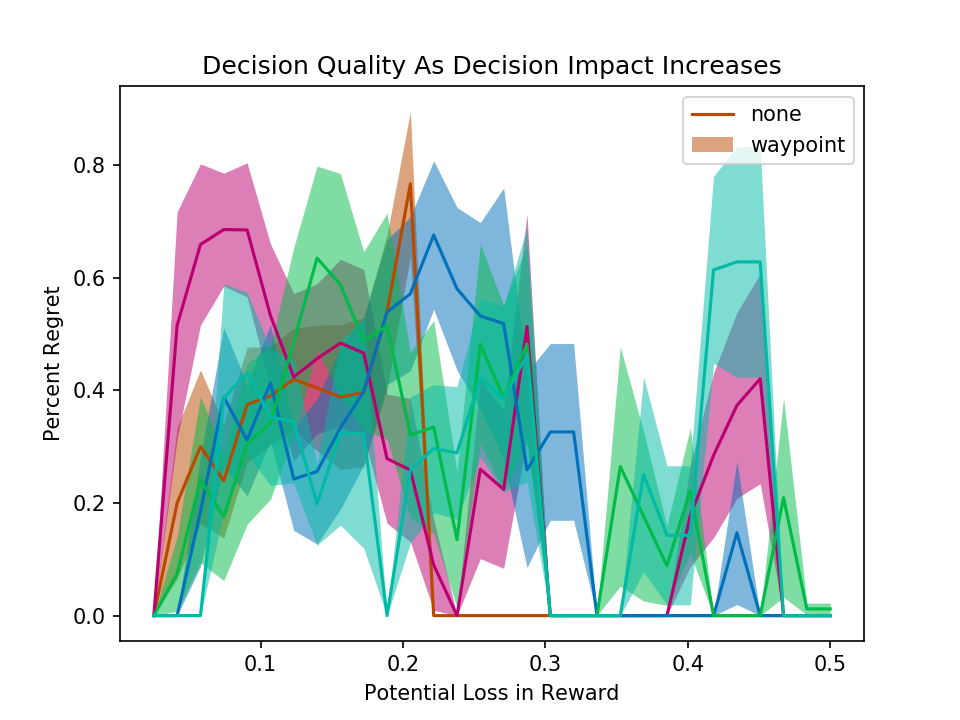 Decision Quality As Decision Impact Increases
none
waypoint
Percent Regret
0.8
0.6
0.4
0.2
0.0
0.1 0.2 0.3 0.4 0.5
Potential Loss in Reward